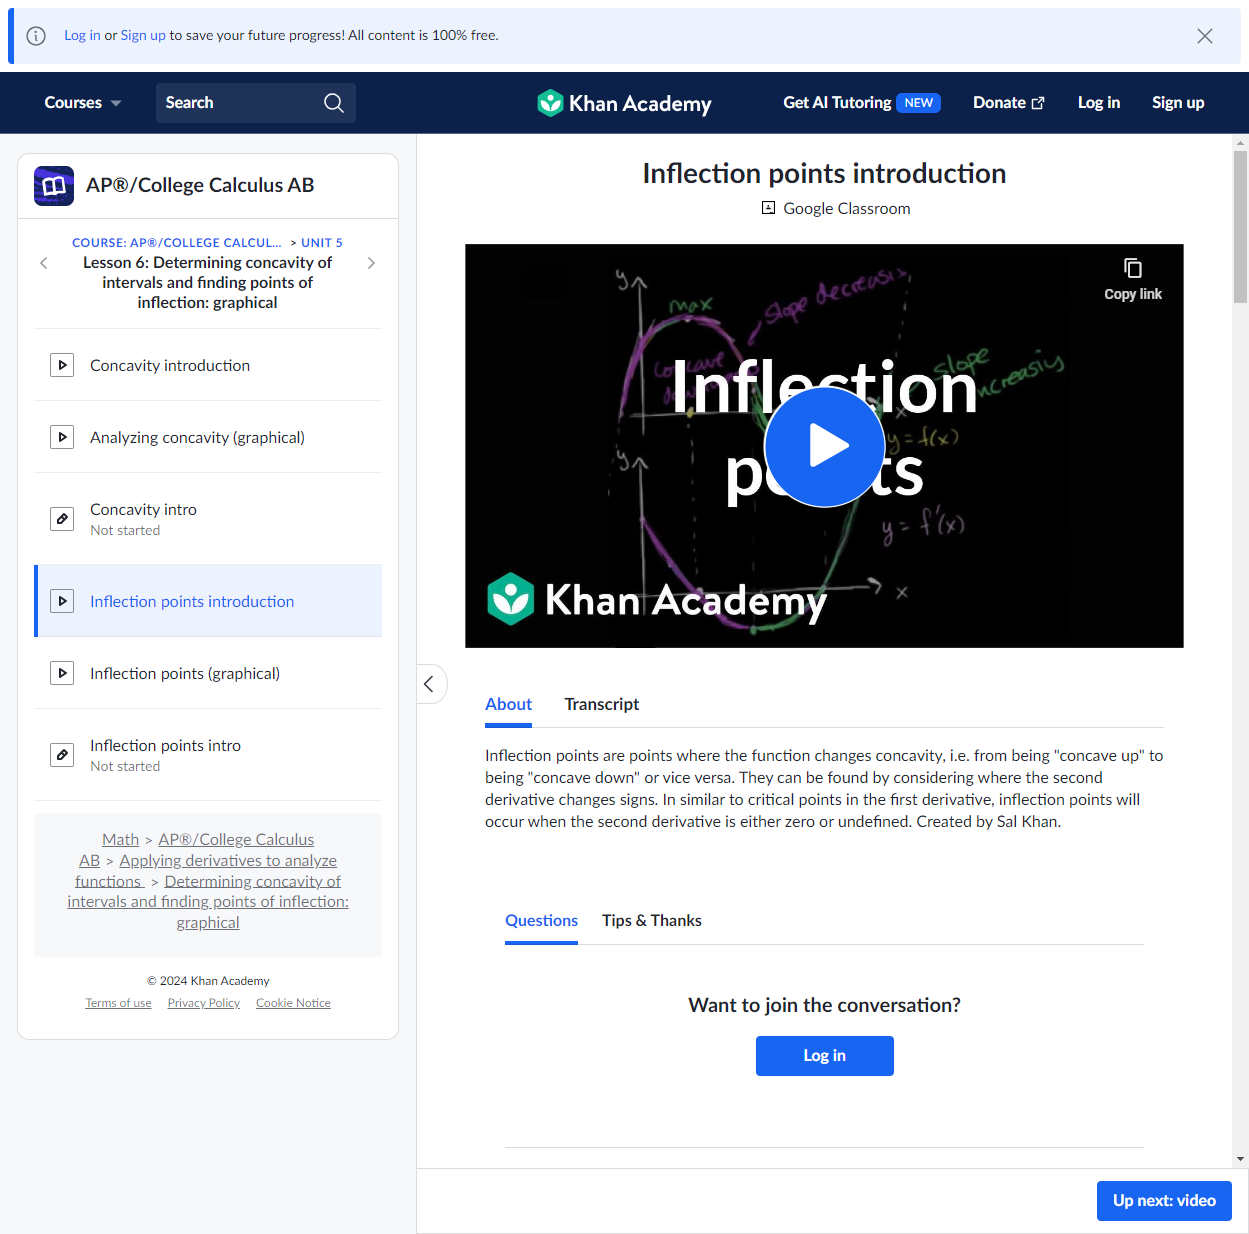 Log in or Sign up to save your future progress! All content is 100% free.
Courses
Search
Khan Academy
Get AI Tutoring NEW
Donate
Log in
Sign up
AP®/College Calculus AB
COURSE: AP®/COLLEGE CALCUL... > UNIT 5
Lesson 6: Determining concavity of
intervals and finding points of
inflection: graphical
Concavity introduction
Analyzing concavity (graphical)
Concavity intro
Not started
Inflection points introduction
Inflection points (graphical)
Inflection points intro
Not started
Math > AP®/College Calculus
AB > Applying derivatives to analyze
functions > Determining concavity of
intervals and finding points of inflection:
graphical
© 2024 Khan Academy
Terms of use Privacy Policy Cookie Notice
Inflection points introduction
Google Classroom
Copy link
y
max
slope decreasing
concave
slope
increasing
Inflection
x
y = f(x)
y
y = f'(x)
x
Khan Academy
About
Transcript
Inflection points are points where the function changes concavity, i.e. from being "concave up" to
being "concave down" or vice versa. They can be found by considering where the second
derivative changes signs. In similar to critical points in the first derivative, inflection points will
occur when the second derivative is either zero or undefined. Created by Sal Khan.
Questions
Tips & Thanks
Want to join the conversation?
Log in
Up next: video